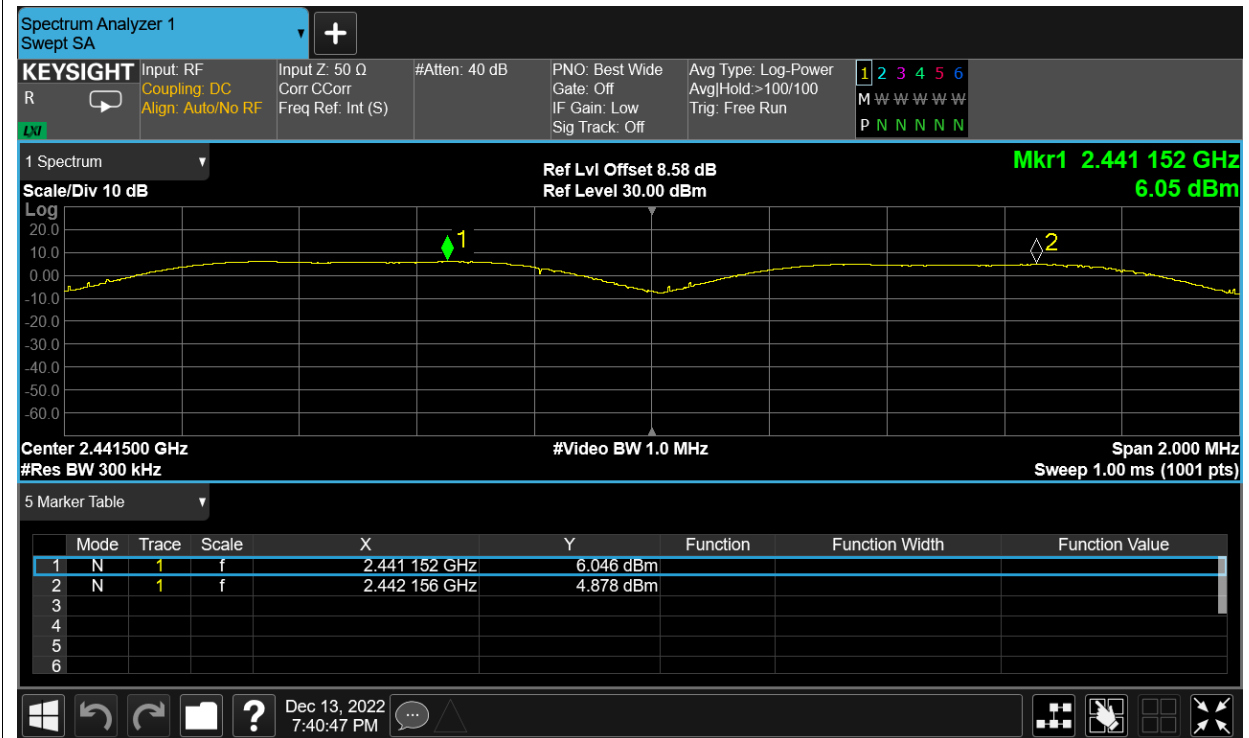 Spectrum Analyzer 1
Swept SA
KEYSIGHT
R
LXI
Input: RF
Coupling: DC
Align: Auto/No RF
Input Z: 50 Ω
Corr CCorr
Freq Ref: Int (S)
#Atten: 40 dB
PNO: Best Wide
Gate: Off
IF Gain: Low
Sig Track: Off
Avg Type: Log-Power
Avg|Hold:>100/100
Trig: Free Run
1 2 3 4 5 6
M W W W W W
P N N N N N
1 Spectrum
Scale/Div 10 dB
Ref Lvl Offset 8.58 dB
Ref Level 30.00 dBm
Mkr1 2.441 152 GHz
6.05 dBm
Log
20.0
10.0
0.00
-10.0
-20.0
-30.0
-40.0
-50.0
-60.0
1
2
Center 2.441500 GHz
#Res BW 300 kHz
#Video BW 1.0 MHz
Span 2.000 MHz
Sweep 1.00 ms (1001 pts)
5 Marker Table
Mode Trace Scale X Y Function Function Width Function Value
1 N 1 f 2.441 152 GHz 6.046 dBm
2 N 1 f 2.442 156 GHz 4.878 dBm
3
4
5
6
?
Dec 13, 2022
7:40:47 PM